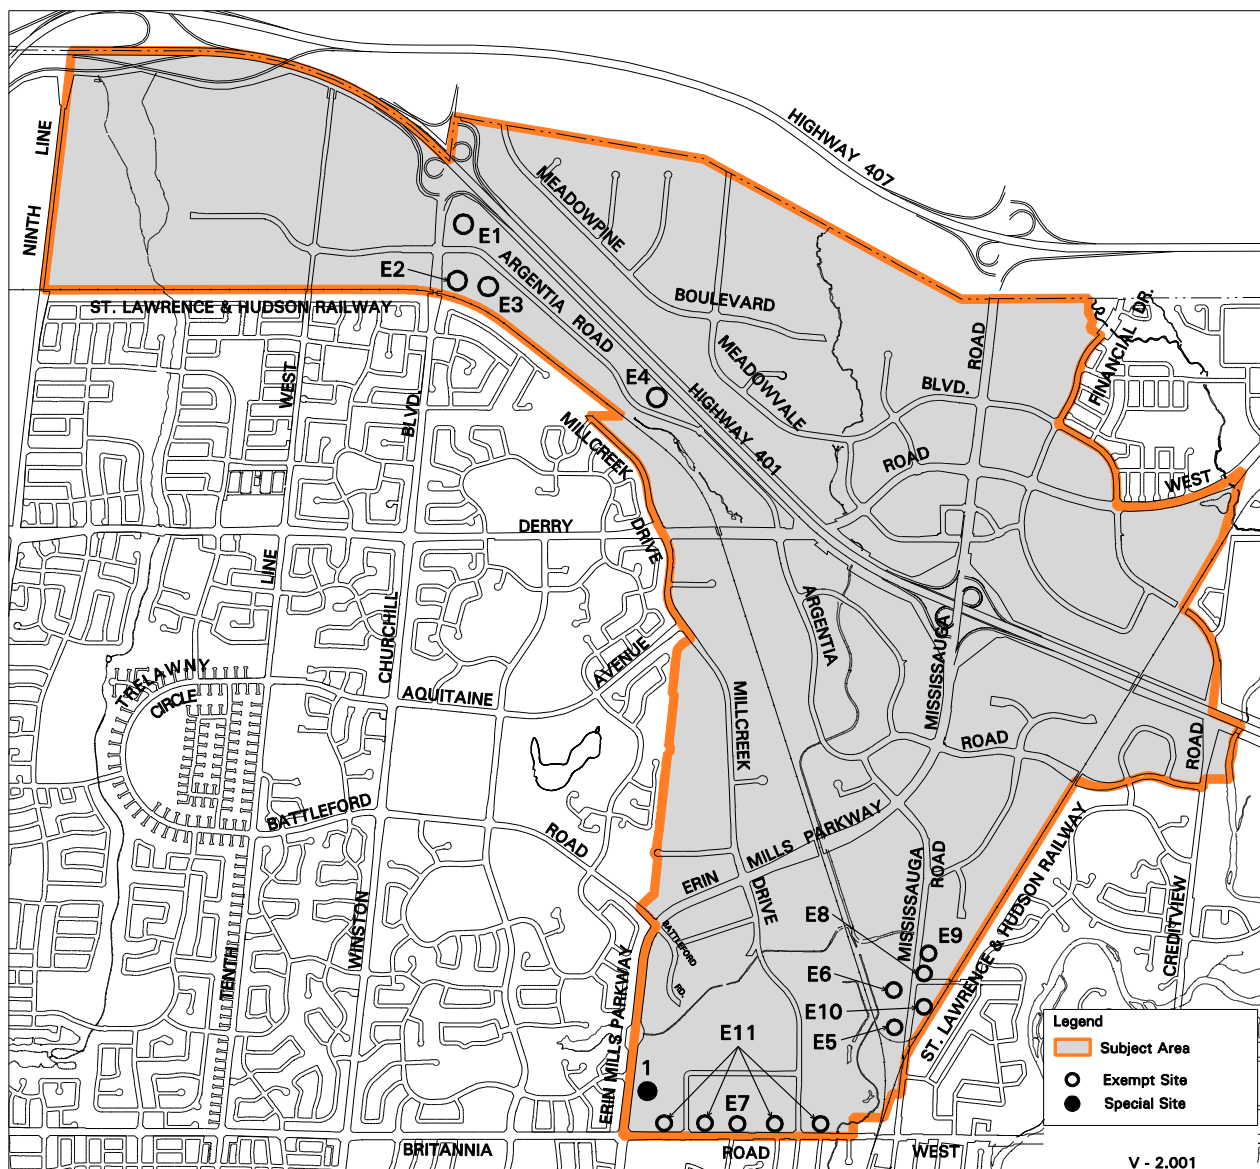 HIGHWAY 407
NINTH LINE
MEADOWPINE
BOULEVARD
E1
E2
E3
ARGENTIA
ROAD
ST. LAWRENCE & HUDSON RAILWAY
FINANCIAL DR.
ROAD
MEADOWVALE
BLVD.
E4
HIGHWAY 401
WEST
BLVD.
MILLCREEK
DRIVE
ROAD
WEST
DERRY
LINE
ARGENTIA
CHURCHILL
MISSISSAUGA
AVENUE
TRELAWNY
CIRCLE
AQUITAINE
MILLCREEK
ROAD
ROAD
BATTLEFORD
ROAD
MILLS PARKWAY
ERIN
DRIVE
MISSISSAUGA
ROAD
ST. LAWRENCE & HUDSON RAILWAY
CREDITVIEW
WINSTON
TENTH
BATTLEFORD
RD.
E8
E9
E6
E10
E5
ERIN MILLS PARKWAY
E11
1
E7
BRITANNIA
ROAD
WEST
Legend
Subject Area
Exempt Site
Special Site
V - 2.001